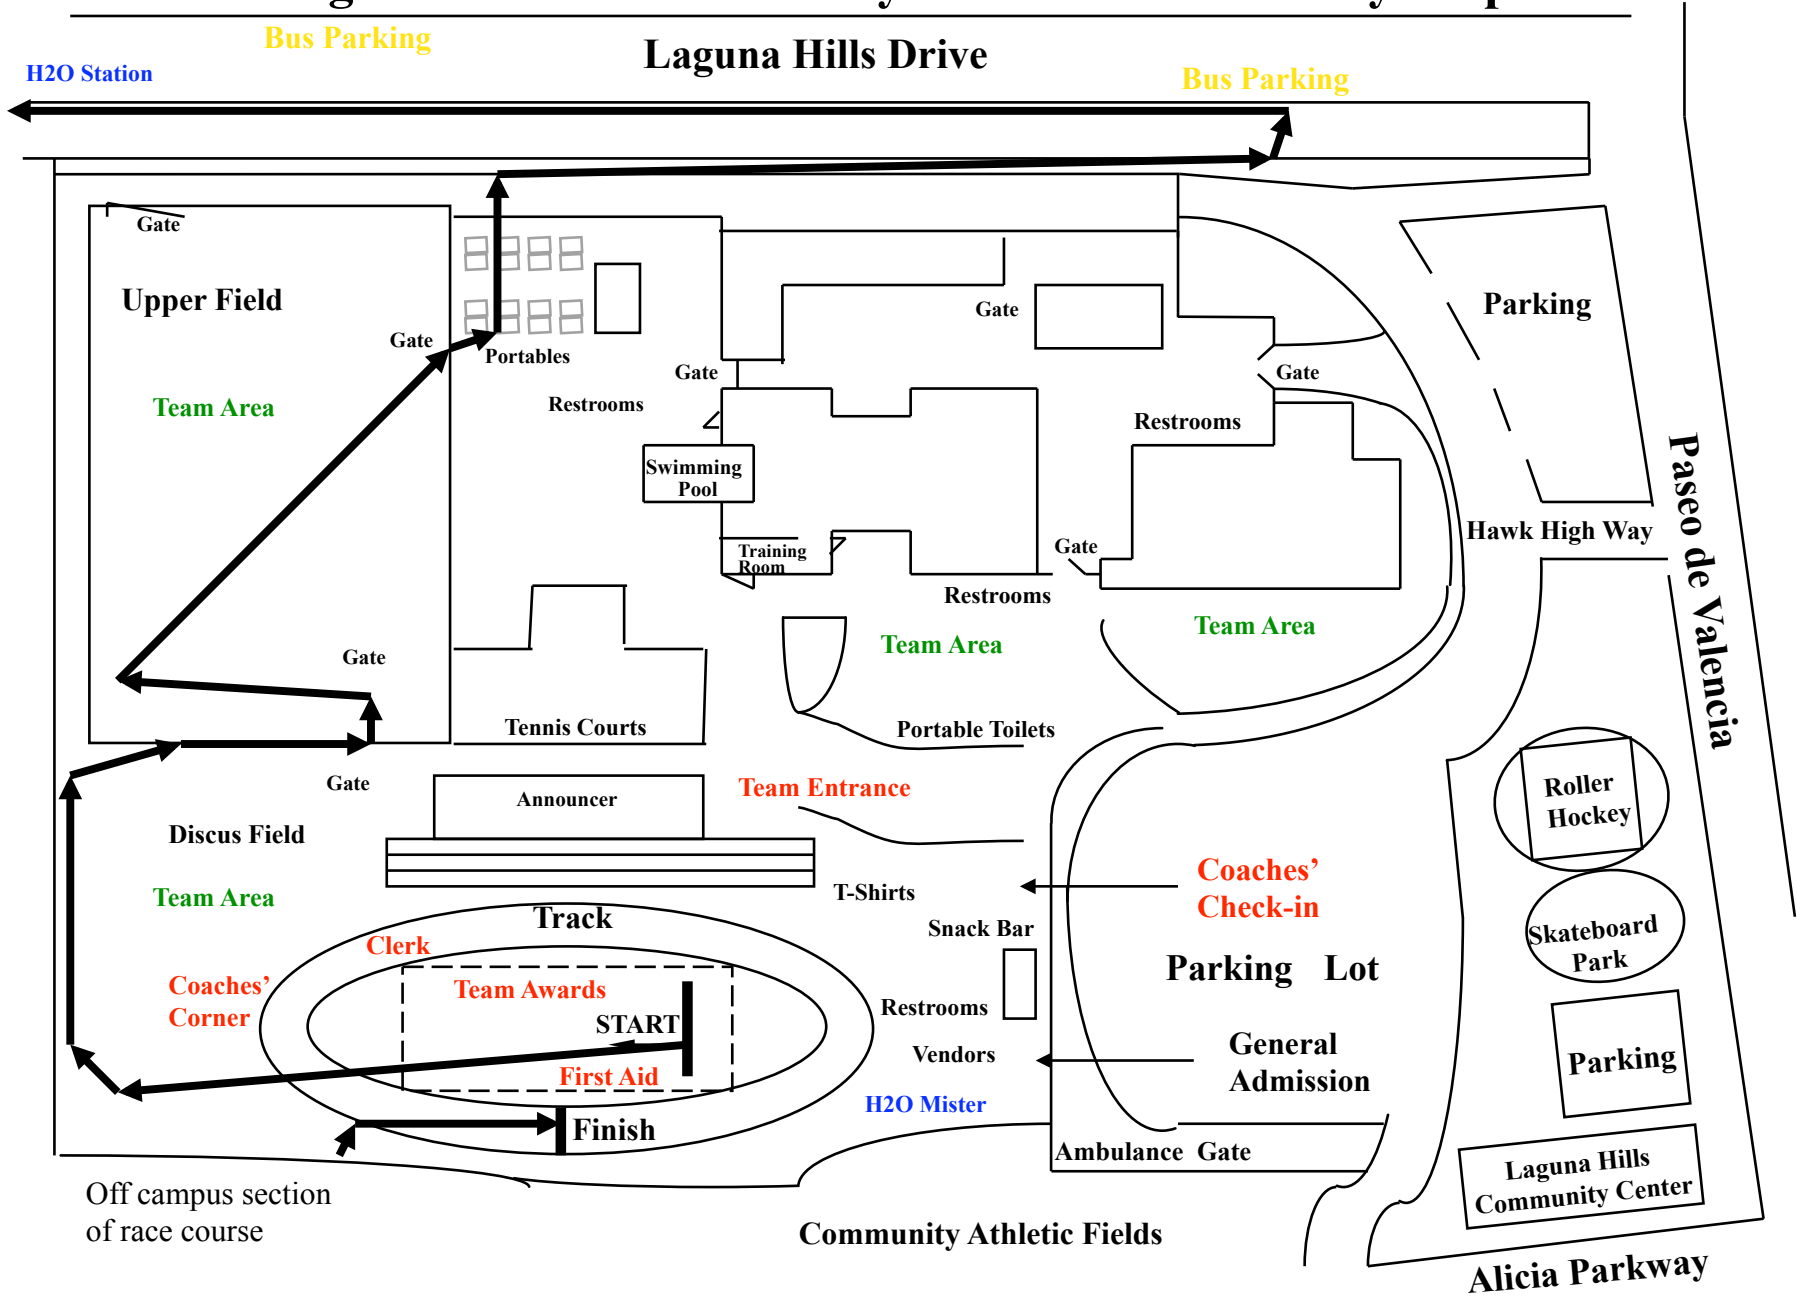 Bus Parking
Laguna Hills Drive
H2O Station
Bus Parking
Gate
Upper Field
Gate
Parking
Gate
Portables
Gate
Gate
Team Area
Restrooms
Restrooms
Swimming
Pool
Paseo de Valencia
Hawk High Way
Training
Room
Gate
Restrooms
Team Area
Team Area
Gate
Tennis Courts
Portable Toilets
Gate
Team Entrance
Announcer
Roller
Hockey
Discus Field
Team Area
T-Shirts
Coaches’
Check-in
Track
Snack Bar
Skateboard
Park
Clerk
Coaches’
Corner
Team Awards
Parking Lot
START
Restrooms
Vendors
General
Admission
Parking
First Aid
H2O Mister
Finish
Ambulance Gate
Laguna Hills
Community Center
Off campus section
of race course
Community Athletic Fields
Alicia Parkway